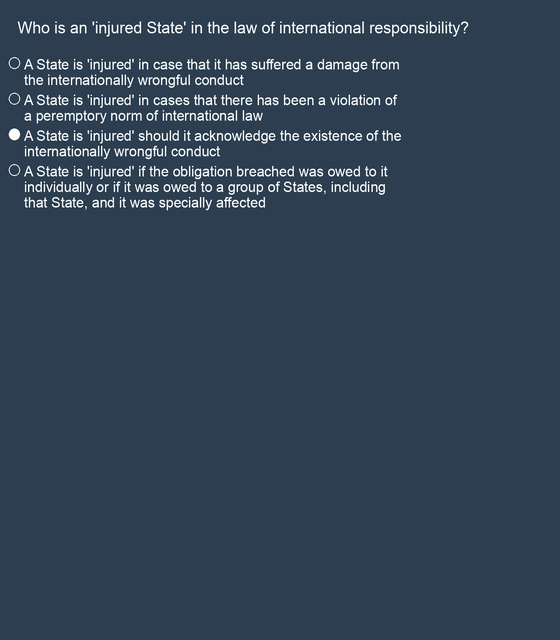 Who is an 'injured State' in the law of international responsibility?
A State is 'injured' in case that it has suffered a damage from
the internationally wrongful conduct
A State is 'injured' in cases that there has been a violation of
a peremptory norm of international law
A State is 'injured' should it acknowledge the existence of the
internationally wrongful conduct
A State is 'injured' if the obligation breached was owed to it
individually or if it was owed to a group of States, including
that State, and it was specially affected